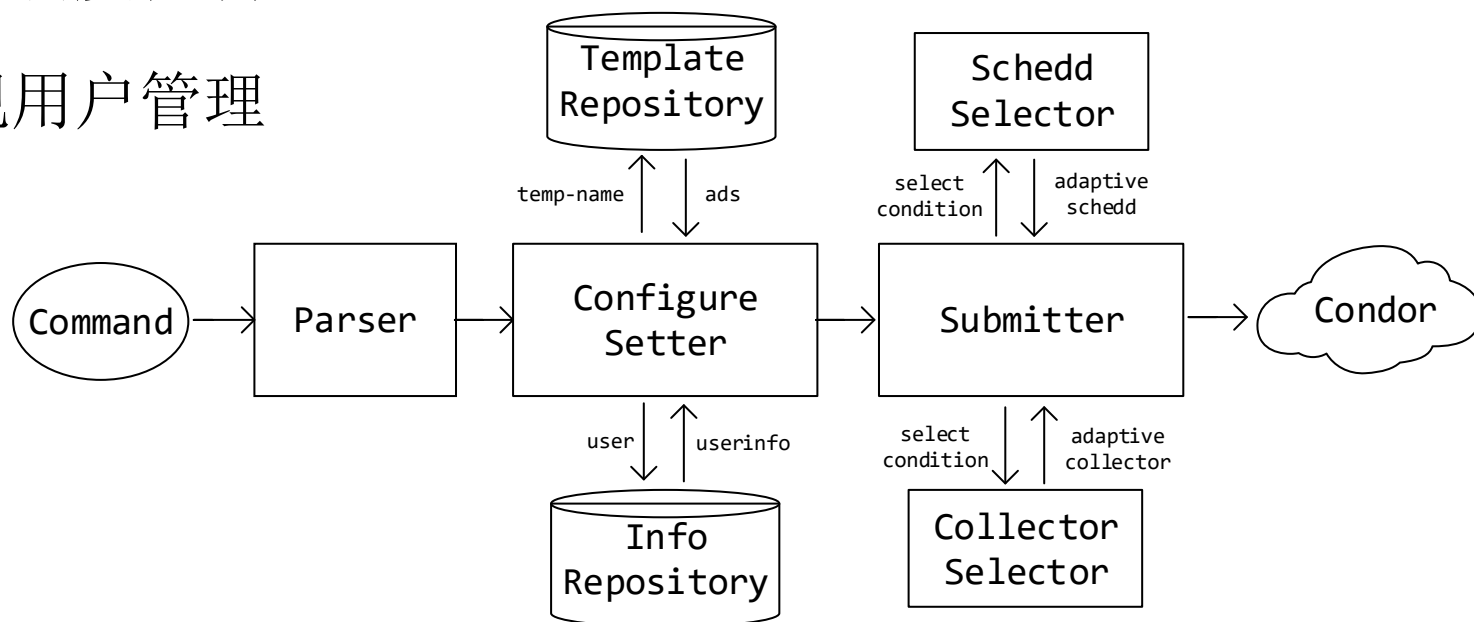 用户管理
Template
Repository
Schedd
Selector
temp-name
ads
select
condition
adaptive
schedd
Command
Parser
Configure
Setter
Submitter
Condor
user
userinfo
select
condition
adaptive
collector
Info
Repository
Collector
Selector